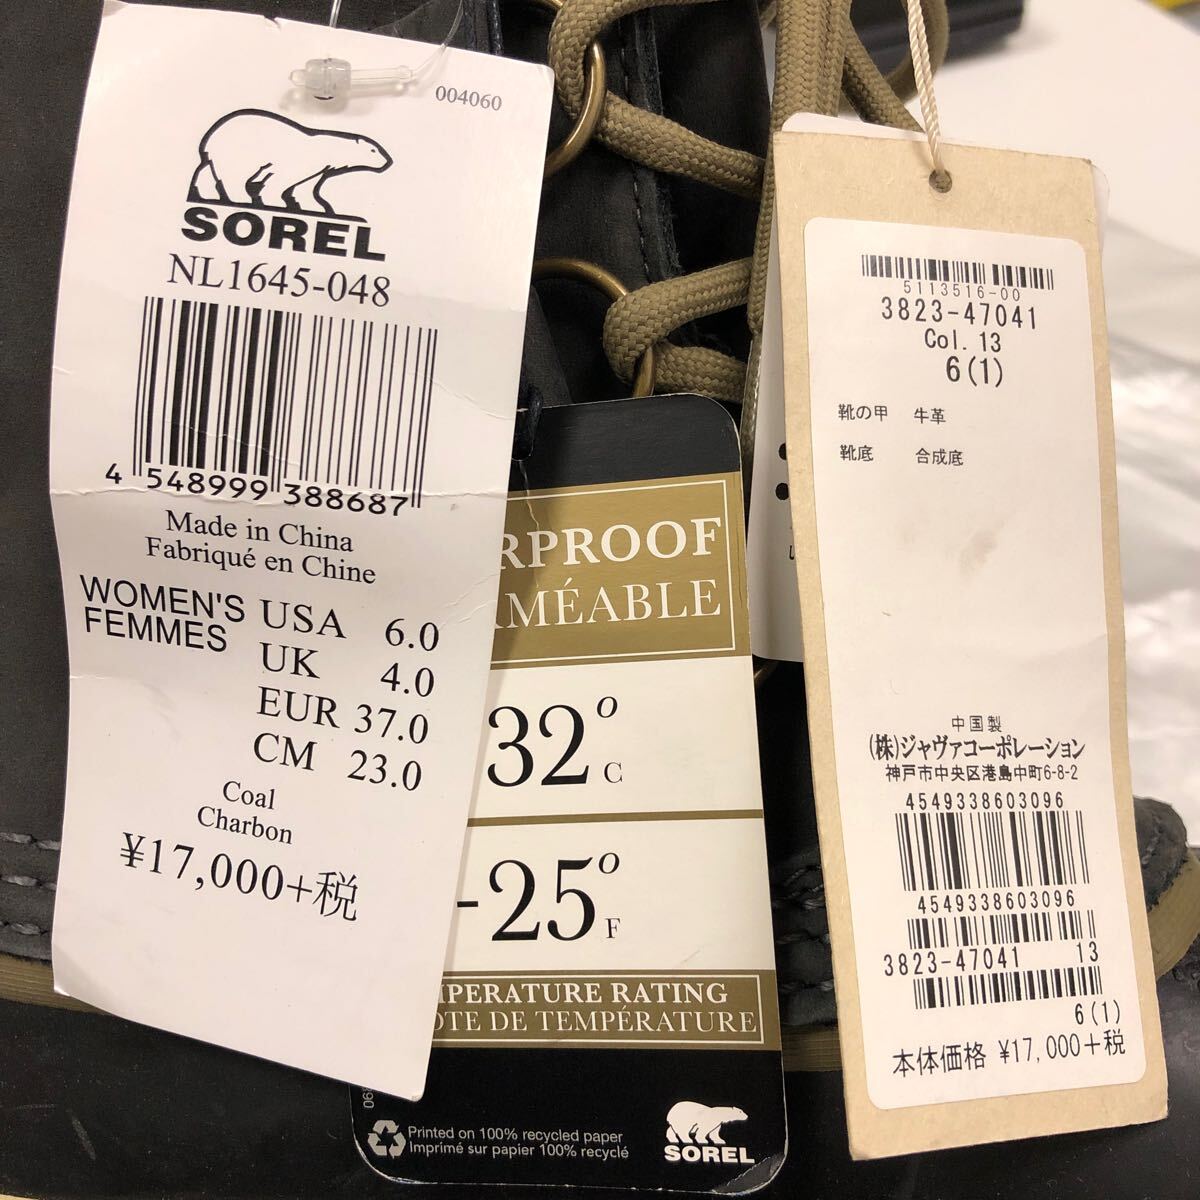 004060
SOREL
NL1645-048
4 548999 388687
Made in China
Fabriqué en Chine
WOMEN'S
FEMMES
USA 6.0
UK 4.0
EUR 37.0
CM 23.0
Coal
Charbon
¥17,000+税
RPROOF
MÉABLE
-32°C
-25°F
PERATURE RATING
OTE DE TEMPÉRATURE
Printed on 100% recycled paper
Imprimé sur papier 100% recyclé
SOREL
5113516-00
3823-47041
Col. 13
6(1)
靴の甲 牛革
靴底 合成底
中国製
(株)ジャヴァコーポレーション
神戸市中央区港島中町6-8-2
4549338603096
4549338603096
3823-47041 13
6(1)
本体価格 ¥17,000+税